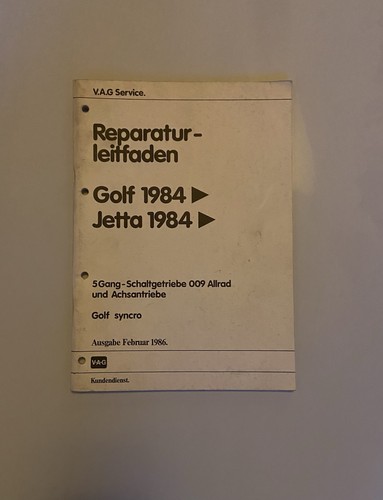 V.A.G Service.
Reparatur-
leitfaden
Golf 1984 ▶
Jetta 1984 ▶
5 Gang-Schaltgetriebe 009 Allrad
und Achsantriebe
Golf syncro
Ausgabe Februar 1986.
V·A·G
Kundendienst.